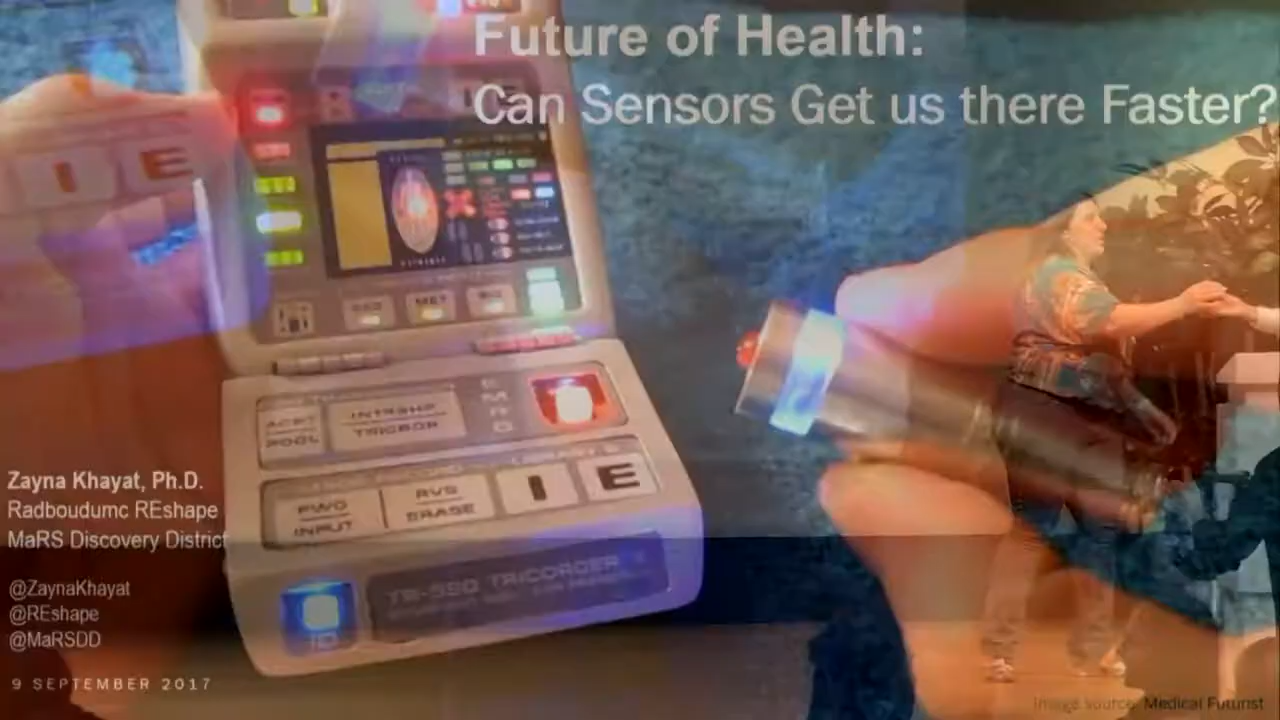 Future of Health:
Can Sensors Get us there Faster?
I E
INTRSHP
TRICDR
E
M
R
G
FWD
INPUT
RVS
ERASE
I E
TR-590 TRICORDER
ID
Zayna Khayat, Ph.D.
Radboudumc REshape
MaRS Discovery District
@ZaynaKhayat
@REshape
@MaRSDD
9 SEPTEMBER 2017
Image source: Medical Futurist